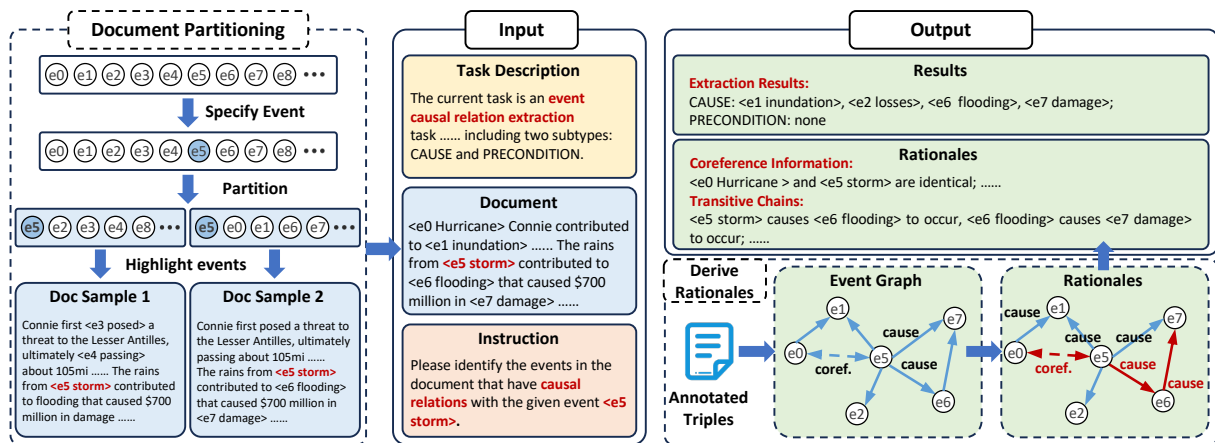 Document Partitioning
e0 e1 e2 e3 e4 e5 e6 e7 e8 •••
Specify Event
e0 e1 e2 e3 e4 e5 e6 e7 e8 •••
Partition
e5 e2 e3 e4 e8 •••
e5 e0 e1 e6 e7 •••
Highlight events
Doc Sample 1
Connie first <e3 posed> a
threat to the Lesser Antilles,
ultimately <e4 passing>
about 105mi ...... The rains
from <e5 storm> contributed
to flooding that caused $700
million in damage ......
Doc Sample 2
Connie first posed a threat to
the Lesser Antilles, ultimately
passing about 105mi ......
The rains from <e5 storm>
contributed to <e6 flooding>
that caused $700 million in
<e7 damage> ......
Input
Task Description
The current task is an event
causal relation extraction
task ...... including two subtypes:
CAUSE and PRECONDITION.
Document
<e0 Hurricane> Connie contributed
to <e1 inundation> ...... The rains
from <e5 storm> contributed to
<e6 flooding> that caused $700
million in <e7 damage> ......
Instruction
Please identify the events in the
document that have causal
relations with the given event <e5
storm>.
Output
Results
Extraction Results:
CAUSE: <e1 inundation>, <e2 losses>, <e6 flooding>, <e7 damage>;
PRECONDITION: none
Rationales
Coreference Information:
<e0 Hurricane > and <e5 storm> are identical; ......
Transitive Chains:
<e5 storm> causes <e6 flooding> to occur, <e6 flooding> causes <e7 damage>
to occur; ......
Derive
Rationales
Annotated
Triples
Event Graph
e1
e7
cause
e0
e5
coref.
cause
e2
e6
Rationales
e1
e7
cause
cause
cause
e0
e5
coref.
cause
cause
e2
e6